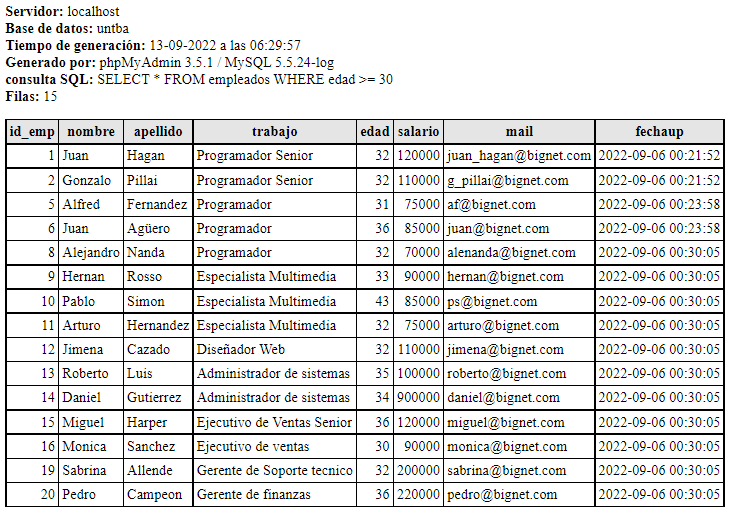 Servidor: localhost
Base de datos: untba
Tiempo de generación: 13-09-2022 a las 06:29:57
Generado por: phpMyAdmin 3.5.1 / MySQL 5.5.24-log
consulta SQL: SELECT * FROM empleados WHERE edad >= 30
Filas: 15
id_emp nombre apellido trabajo edad salario mail fechaup
1 Juan Hagan Programador Senior 32 120000 juan_hagan@bignet.com 2022-09-06 00:21:52
2 Gonzalo Pillai Programador Senior 32 110000 g_pillai@bignet.com 2022-09-06 00:21:52
5 Alfred Fernandez Programador 31 75000 af@bignet.com 2022-09-06 00:23:58
6 Juan Agüero Programador 36 85000 juan@bignet.com 2022-09-06 00:23:58
8 Alejandro Nanda Programador 32 70000 alenanda@bignet.com 2022-09-06 00:30:05
9 Hernan Rosso Especialista Multimedia 33 90000 hernan@bignet.com 2022-09-06 00:30:05
10 Pablo Simon Especialista Multimedia 43 85000 ps@bignet.com 2022-09-06 00:30:05
11 Arturo Hernandez Especialista Multimedia 32 75000 arturo@bignet.com 2022-09-06 00:30:05
12 Jimena Cazado Diseñador Web 32 110000 jimena@bignet.com 2022-09-06 00:30:05
13 Roberto Luis Administrador de sistemas 35 100000 roberto@bignet.com 2022-09-06 00:30:05
14 Daniel Gutierrez Administrador de sistemas 34 900000 daniel@bignet.com 2022-09-06 00:30:05
15 Miguel Harper Ejecutivo de Ventas Senior 36 120000 miguel@bignet.com 2022-09-06 00:30:05
16 Monica Sanchez Ejecutivo de ventas 30 90000 monica@bignet.com 2022-09-06 00:30:05
19 Sabrina Allende Gerente de Soporte tecnico 32 200000 sabrina@bignet.com 2022-09-06 00:30:05
20 Pedro Campeon Gerente de finanzas 36 220000 pedro@bignet.com 2022-09-06 00:30:05